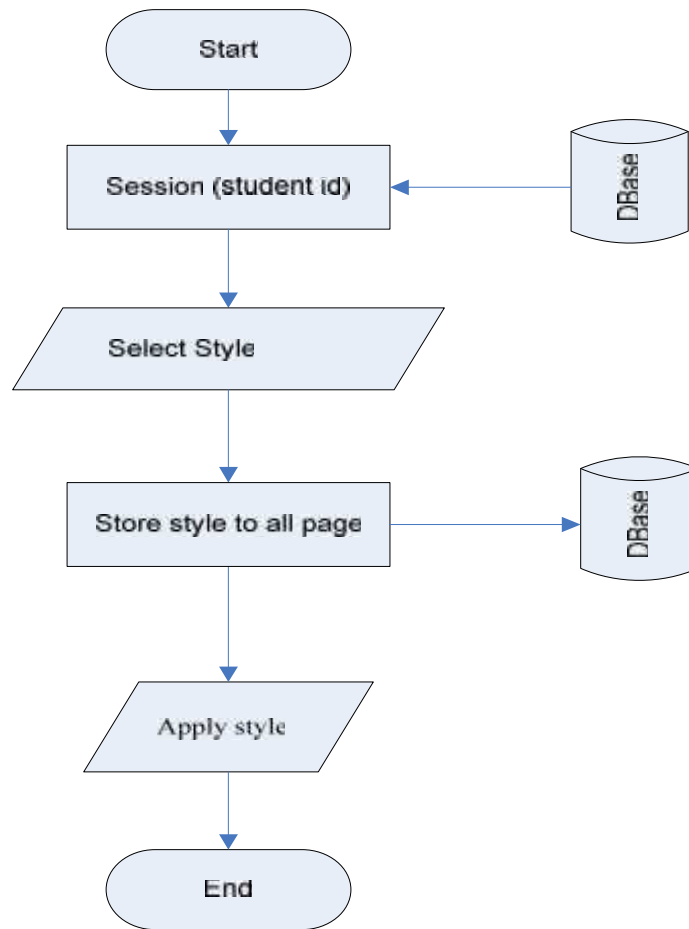 Start
Session (student id)
DBase
Select Style
Store style to all page
DBase
Apply style
End